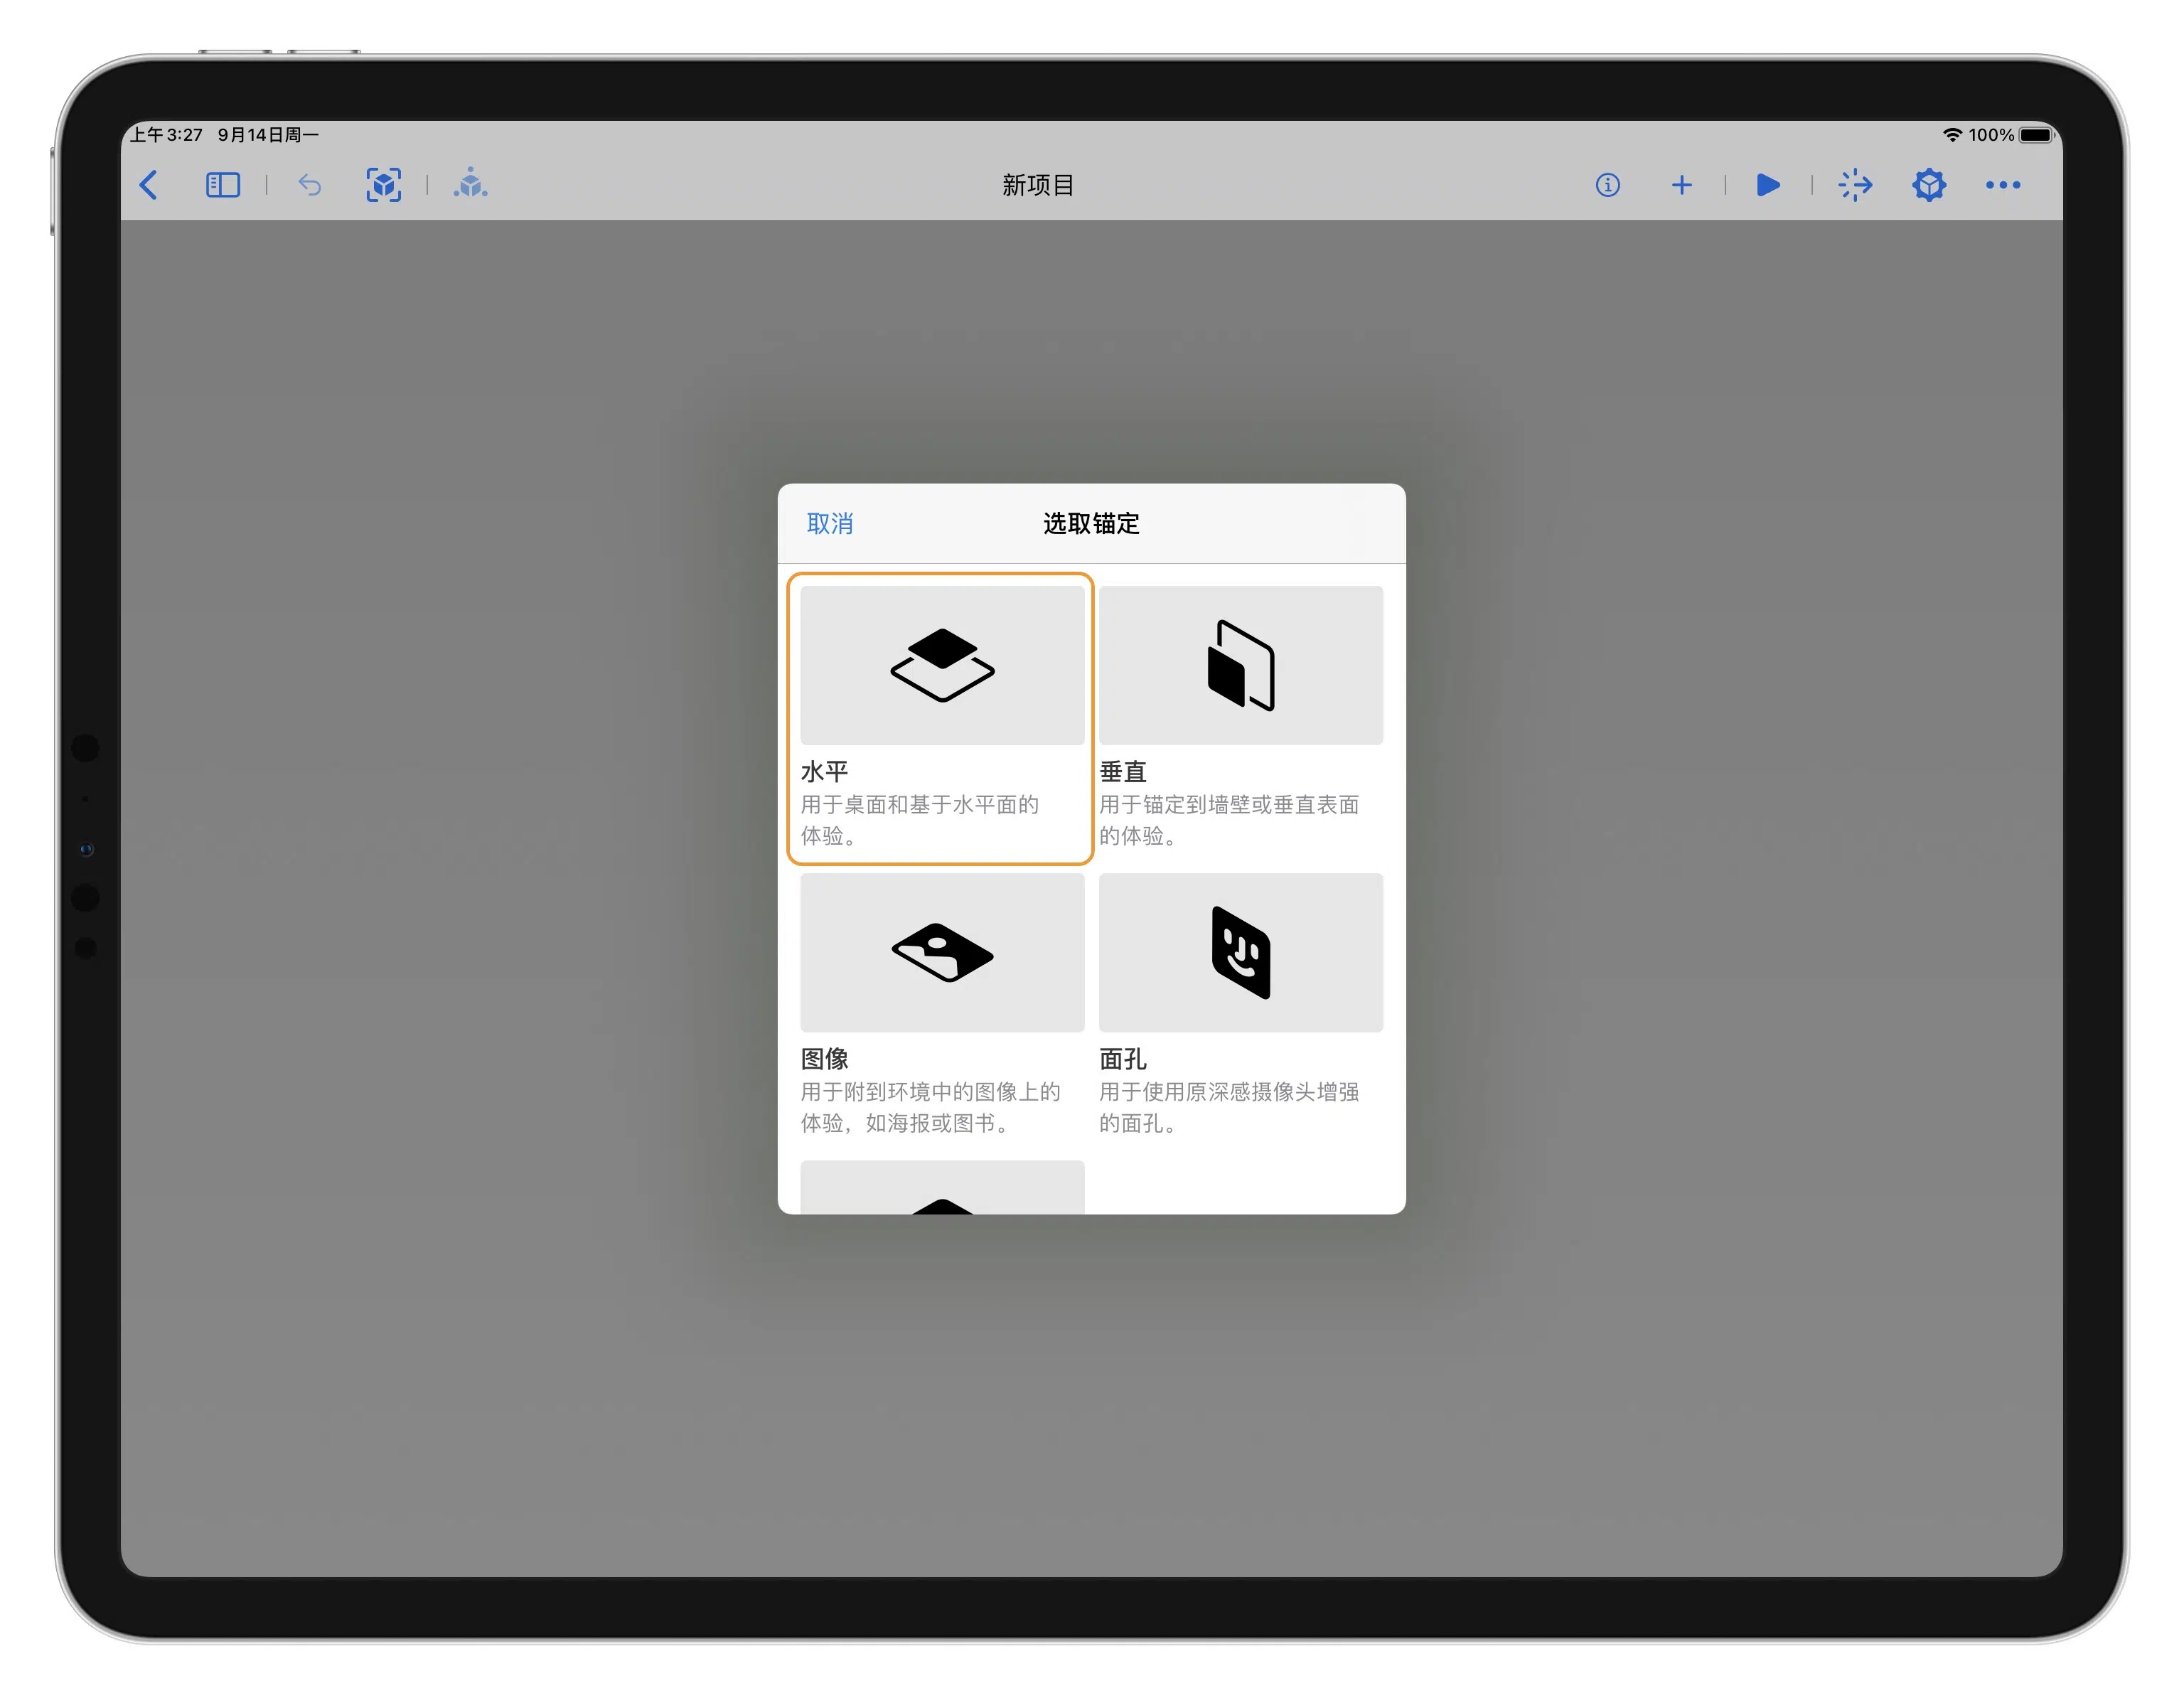 上午3:27 9月14日周一
100%
新项目
取消
选取锚定
水平
用于桌面和基于水平面的
体验。
垂直
用于锚定到墙壁或垂直表面
的体验。
图像
用于附到环境中的图像上的
体验，如海报或图书。
面孔
用于使用原深感摄像头增强
的面孔。